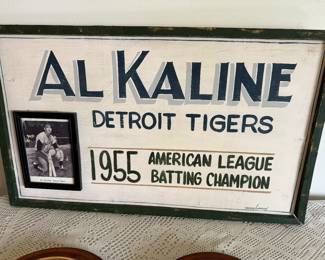 AL KALINE
DETROIT TIGERS
1955 AMERICAN LEAGUE
BATTING CHAMPION